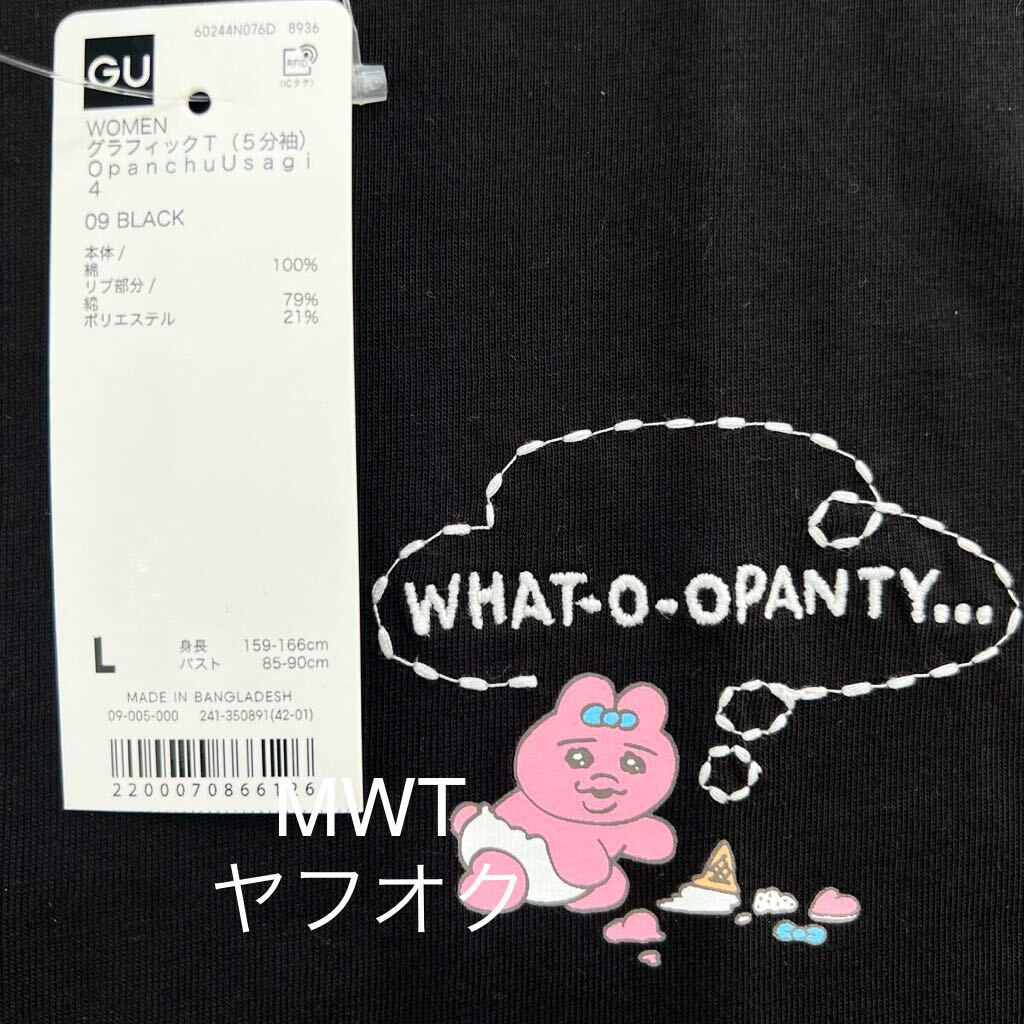 60244N076D 8936
GU
RFID
(ICタグ)
WOMEN
グラフィックT（5分袖）
OpanchuUsagi
4
09 BLACK
本体 /
綿 100%
リブ部分 /
綿 79%
ポリエステル 21%
L 身長 159-166cm
バスト 85-90cm
MADE IN BANGLADESH
09-005-000 241-350891(42-01)
2200070866126
WHAT-O-OPANTY...
MWT
ヤフオク